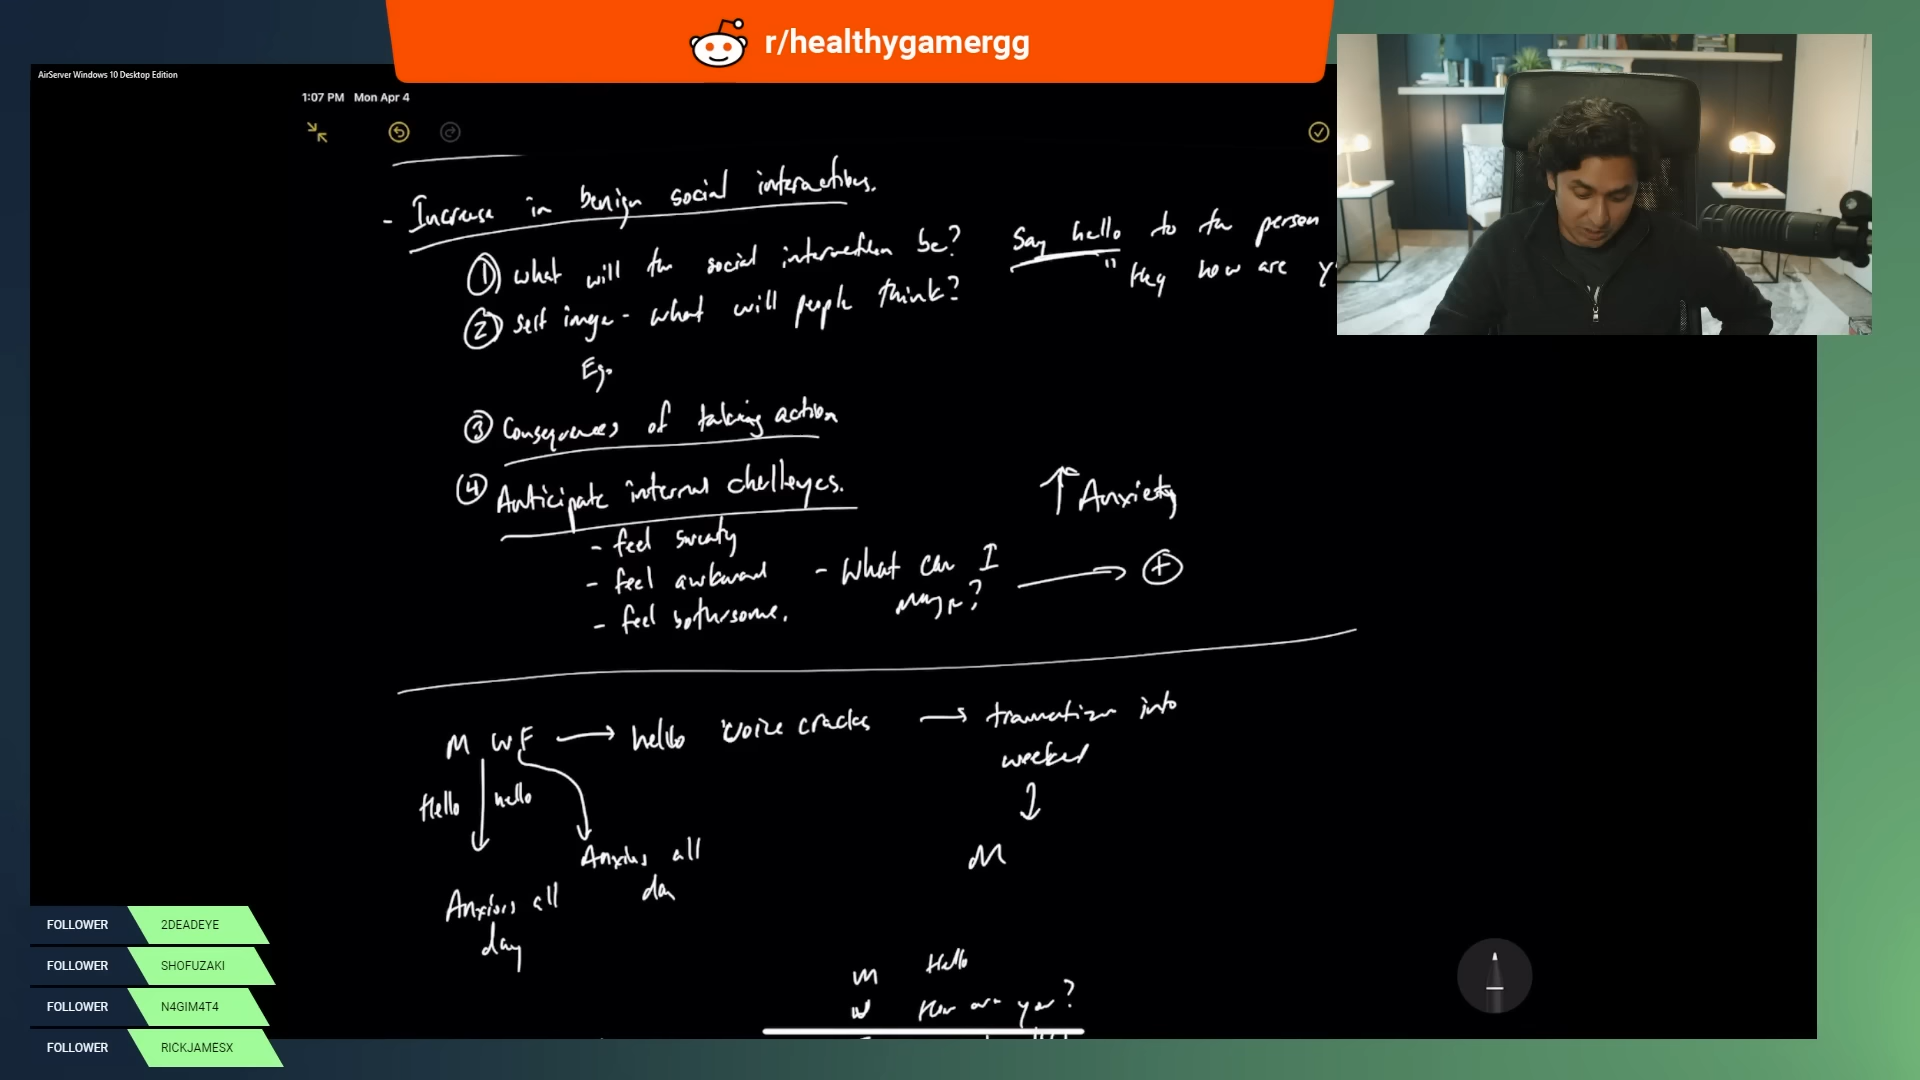 r/healthygamergg
AirServer Windows 10 Desktop Edition
1:07 PM Mon Apr 4
- Increase in benign social interactions.
① what will the social interaction be?
Say hello to the person
"Hey how are y
② Self image - what will people think?
Eg.
③ Consequences of taking action
④ Anticipate internal challenges.
↑ Anxiety
- feel sweaty
- feel awkward
- feel bothersome.
- What can I
→ +
M W F → hello voice cracks → into
Hello hello
M
Anxious all
day
Anxious all
M Hello
W How are you?
FOLLOWER 2DEADEYE
FOLLOWER SHOFUZAKI
FOLLOWER N4GIM4T4
FOLLOWER RICKJAMESX